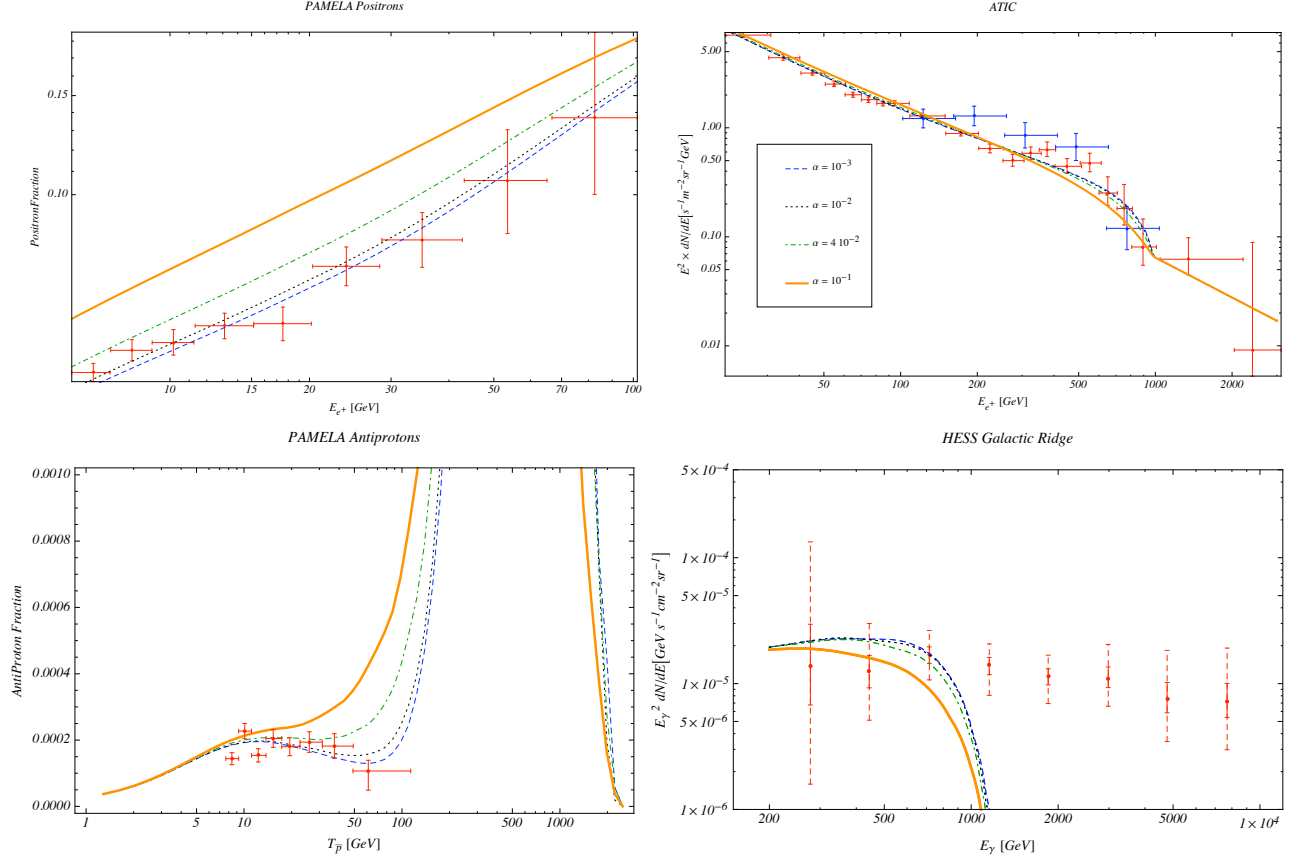 PAMELA Positrons
0.15
0.10
PositronFraction
10
15
20
30
50
70
100
E_{e^+} [GeV]
ATIC
5.00
1.00
0.50
0.10
0.05
0.01
E^2 × dN/dE[s^{-1}m^{-2}sr^{-1}GeV]
α = 10^{-3}
α = 10^{-2}
α = 4 10^{-2}
α = 10^{-1}
50
100
200
500
1000
2000
E_{e^+} [GeV]
PAMELA Antiprotons
0.0010
0.0008
0.0006
0.0004
0.0002
0.0000
AntiProton Fraction
1
5
10
50
100
500
1000
T_{p̄} [GeV]
HESS Galactic Ridge
5 × 10^{-4}
1 × 10^{-4}
5 × 10^{-5}
1 × 10^{-5}
5 × 10^{-6}
1 × 10^{-6}
E_γ^2 dN/dE[GeV s^{-1}cm^{-2}sr^{-1}]
200
500
1000
2000
5000
1 × 10^4
E_γ [GeV]